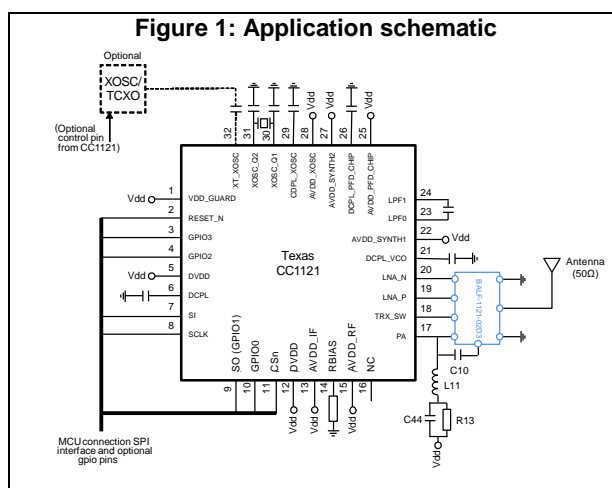 Figure 1: Application schematic
Optional
XOSC/
TCXO
(Optional
control pin
from CC1121)
32
31
30
29
28
27
26
25
Vdd
Vdd
Vdd
XT_XOSC
XOSC_Q2
XOSC_Q1
CDPL_XOSC
AVDD_XOSC
AVDD_SYNTH2
DCPL_PFD_CHIP
AVDD_PFD_CHIP
Vdd
1
VDD_GUARD
2
RESET_N
3
GPIO3
4
GPIO2
Vdd
5
DVDD
6
DCPL
7
SI
8
SCLK
Texas
CC1121
LPF1
24
LPF0
23
AVDD_SYNTH1
22
Vdd
DCPL_VCO
21
LNA_N
20
LNA_P
19
TRX_SW
18
PA
17
BALF-1121-02D3
Antenna
(50Ω)
SO (GPIO1)
GPIO0
CSn
DVDD
AVDD_IF
RBIAS
AVDD_RF
NC
9
10
11
12
13
14
15
16
Vdd
Vdd
Vdd
C10
L11
C44
R13
Vdd
MCU connection SPI
interface and optional
gpio pins